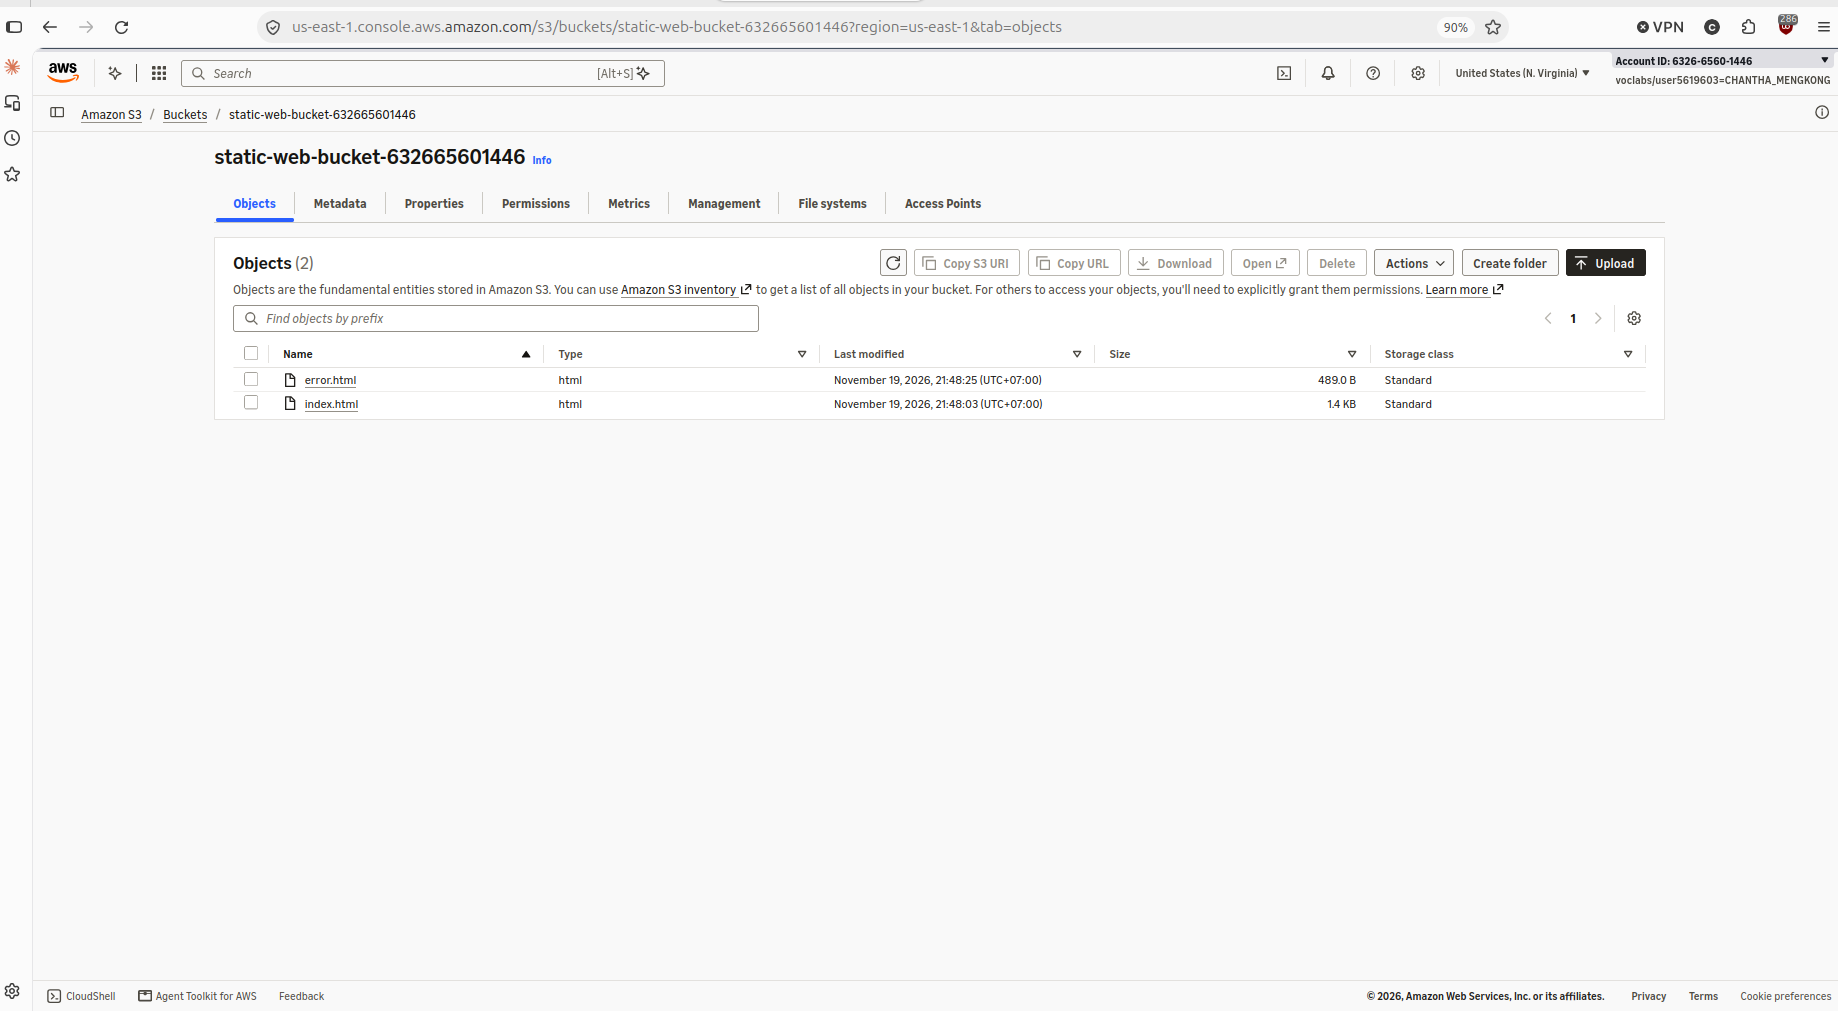 us-east-1.console.aws.amazon.com/s3/buckets/static-web-bucket-632665601446?region=us-east-1&tab=objects
90%
VPN
C
286
aws
Search
[Alt+S]
United States (N. Virginia)
Account ID: 6326-6560-1446
voclabs/user5619603=CHANTHA_MENGKONG
Amazon S3 / Buckets / static-web-bucket-632665601446
static-web-bucket-632665601446 Info
Objects
Metadata
Properties
Permissions
Metrics
Management
File systems
Access Points
Objects (2)
Copy S3 URI
Copy URL
Download
Open
Delete
Actions
Create folder
Upload
Objects are the fundamental entities stored in Amazon S3. You can use Amazon S3 inventory to get a list of all objects in your bucket. For others to access your objects, you'll need to explicitly grant them permissions. Learn more
Find objects by prefix
1
Name Type Last modified Size Storage class
error.html html November 19, 2026, 21:48:25 (UTC+07:00) 489.0 B Standard
index.html html November 19, 2026, 21:48:03 (UTC+07:00) 1.4 KB Standard
CloudShell
Agent Toolkit for AWS
Feedback
© 2026, Amazon Web Services, Inc. or its affiliates.
Privacy
Terms
Cookie preferences